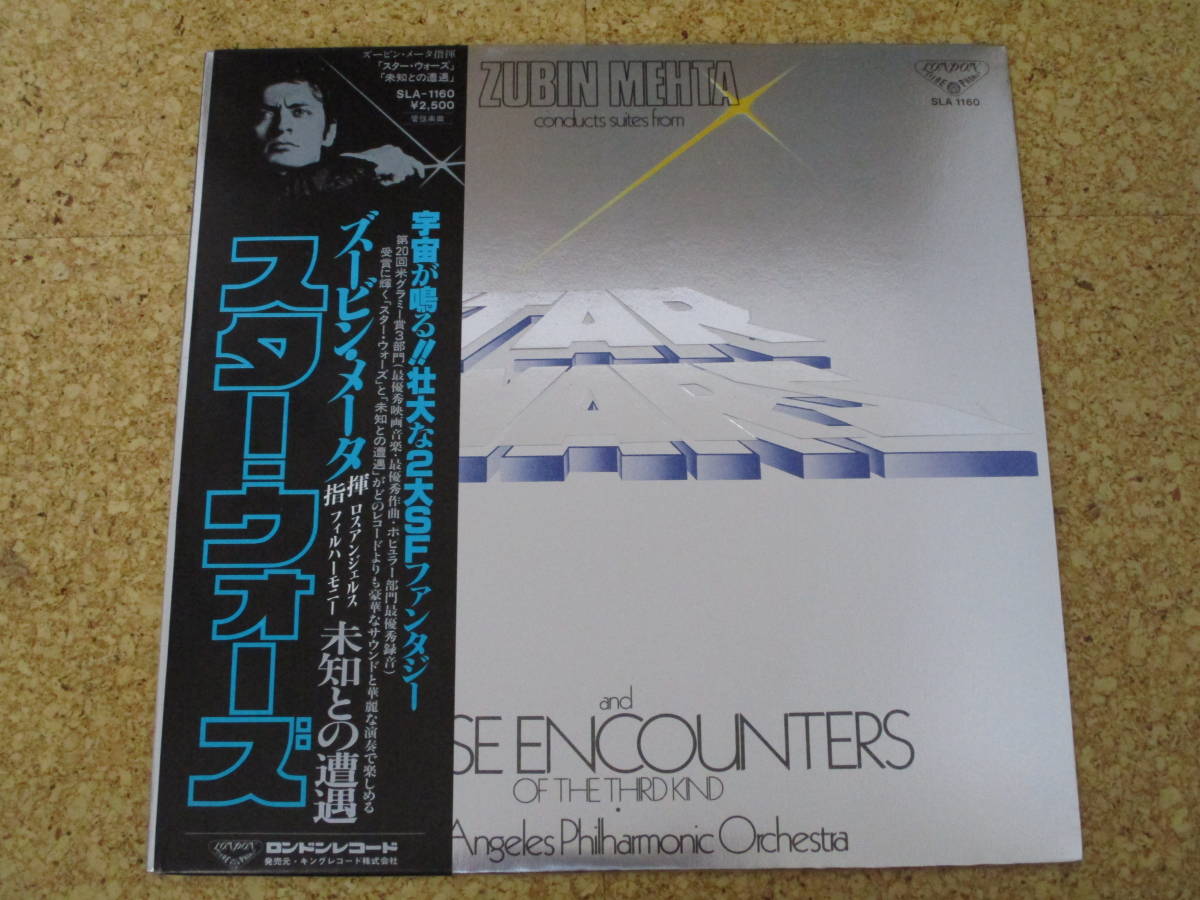 ズービン・メータ指揮
「スター・ウォーズ」
「未知との遭遇」
SLA-1160
¥2,500
管弦楽曲
宇宙が鳴る!!壮大な2大SFファンタジー
第20回米グラミー賞3部門(最優秀映画音楽・最優秀作曲・ポピュラー部門最優秀録音)
受賞に輝く「スター・ウォーズ」と「未知との遭遇」がどのレコードよりも豪華なサウンドと華麗な演奏で楽しめる
ズービン・メータ指揮
ロスアンジェルス
フィルハーモニー
未知との遭遇
スター・ウォーズ
LONDON
ロンドンレコード
発売元・キングレコード株式会社
ZUBIN MEHTA
conducts suites from
LONDON
SLA 1160
TAR
WARS
and
SE ENCOUNTERS
OF THE THIRD KIND
Angeles Philharmonic Orchestra